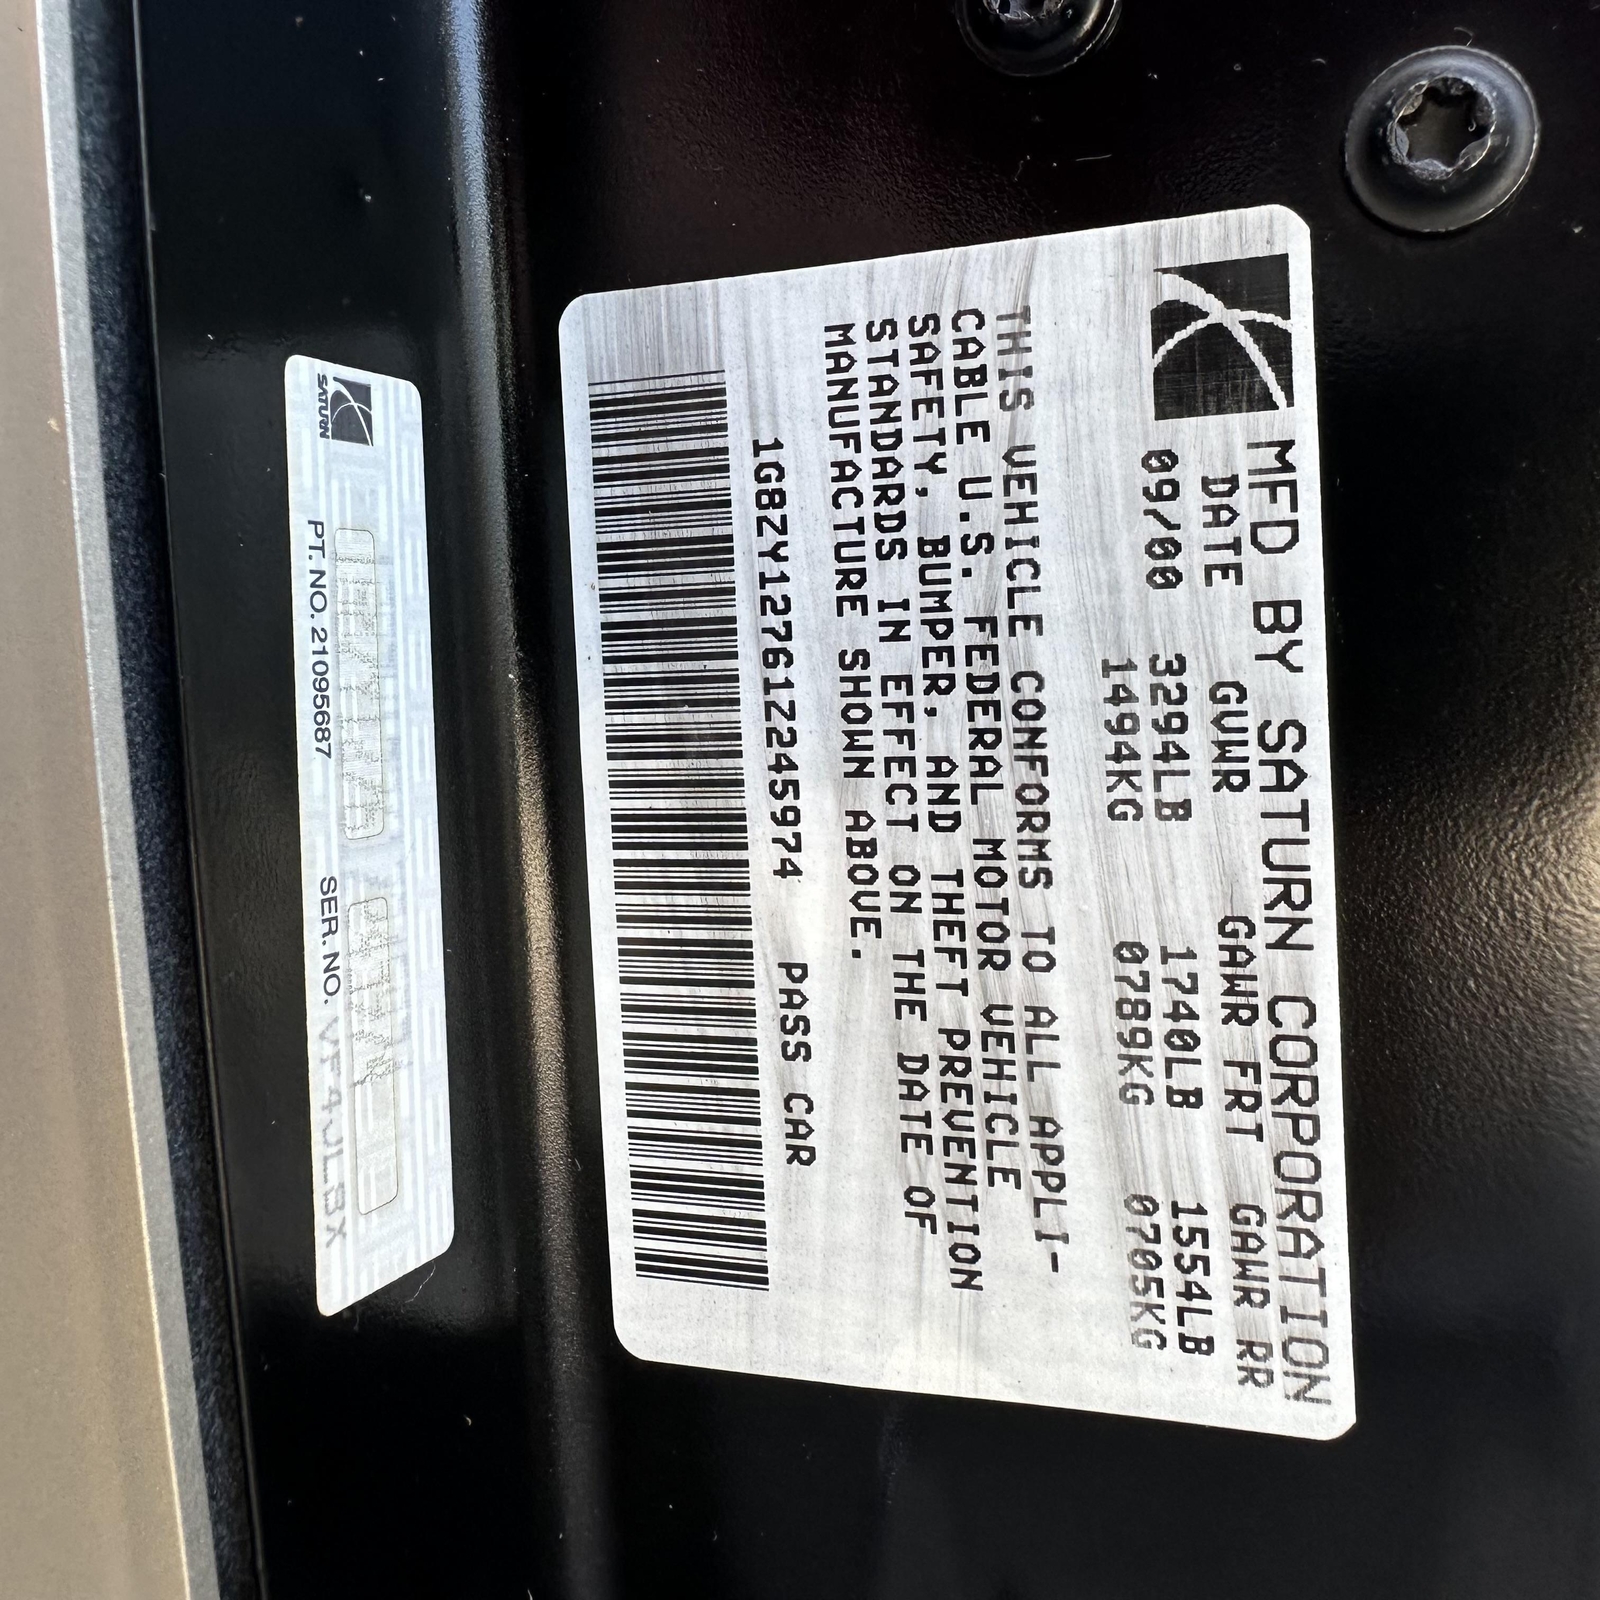 MFD BY SATURN CORPORATION
DATE GVWR GAWR FRT GAWR RR
09/00 3294LB 1740LB 1554LB
1494KG 0789KG 0705KG
THIS VEHICLE CONFORMS TO ALL APPLI-
CABLE U.S. FEDERAL MOTOR VEHICLE
SAFETY, BUMPER, AND THEFT PREVENTION
STANDARDS IN EFFECT ON THE DATE OF
MANUFACTURE SHOWN ABOVE.
1G8ZY12761Z245974 PASS CAR
SATURN
PT. NO. 21095687 SER. NO. VF4JLBX